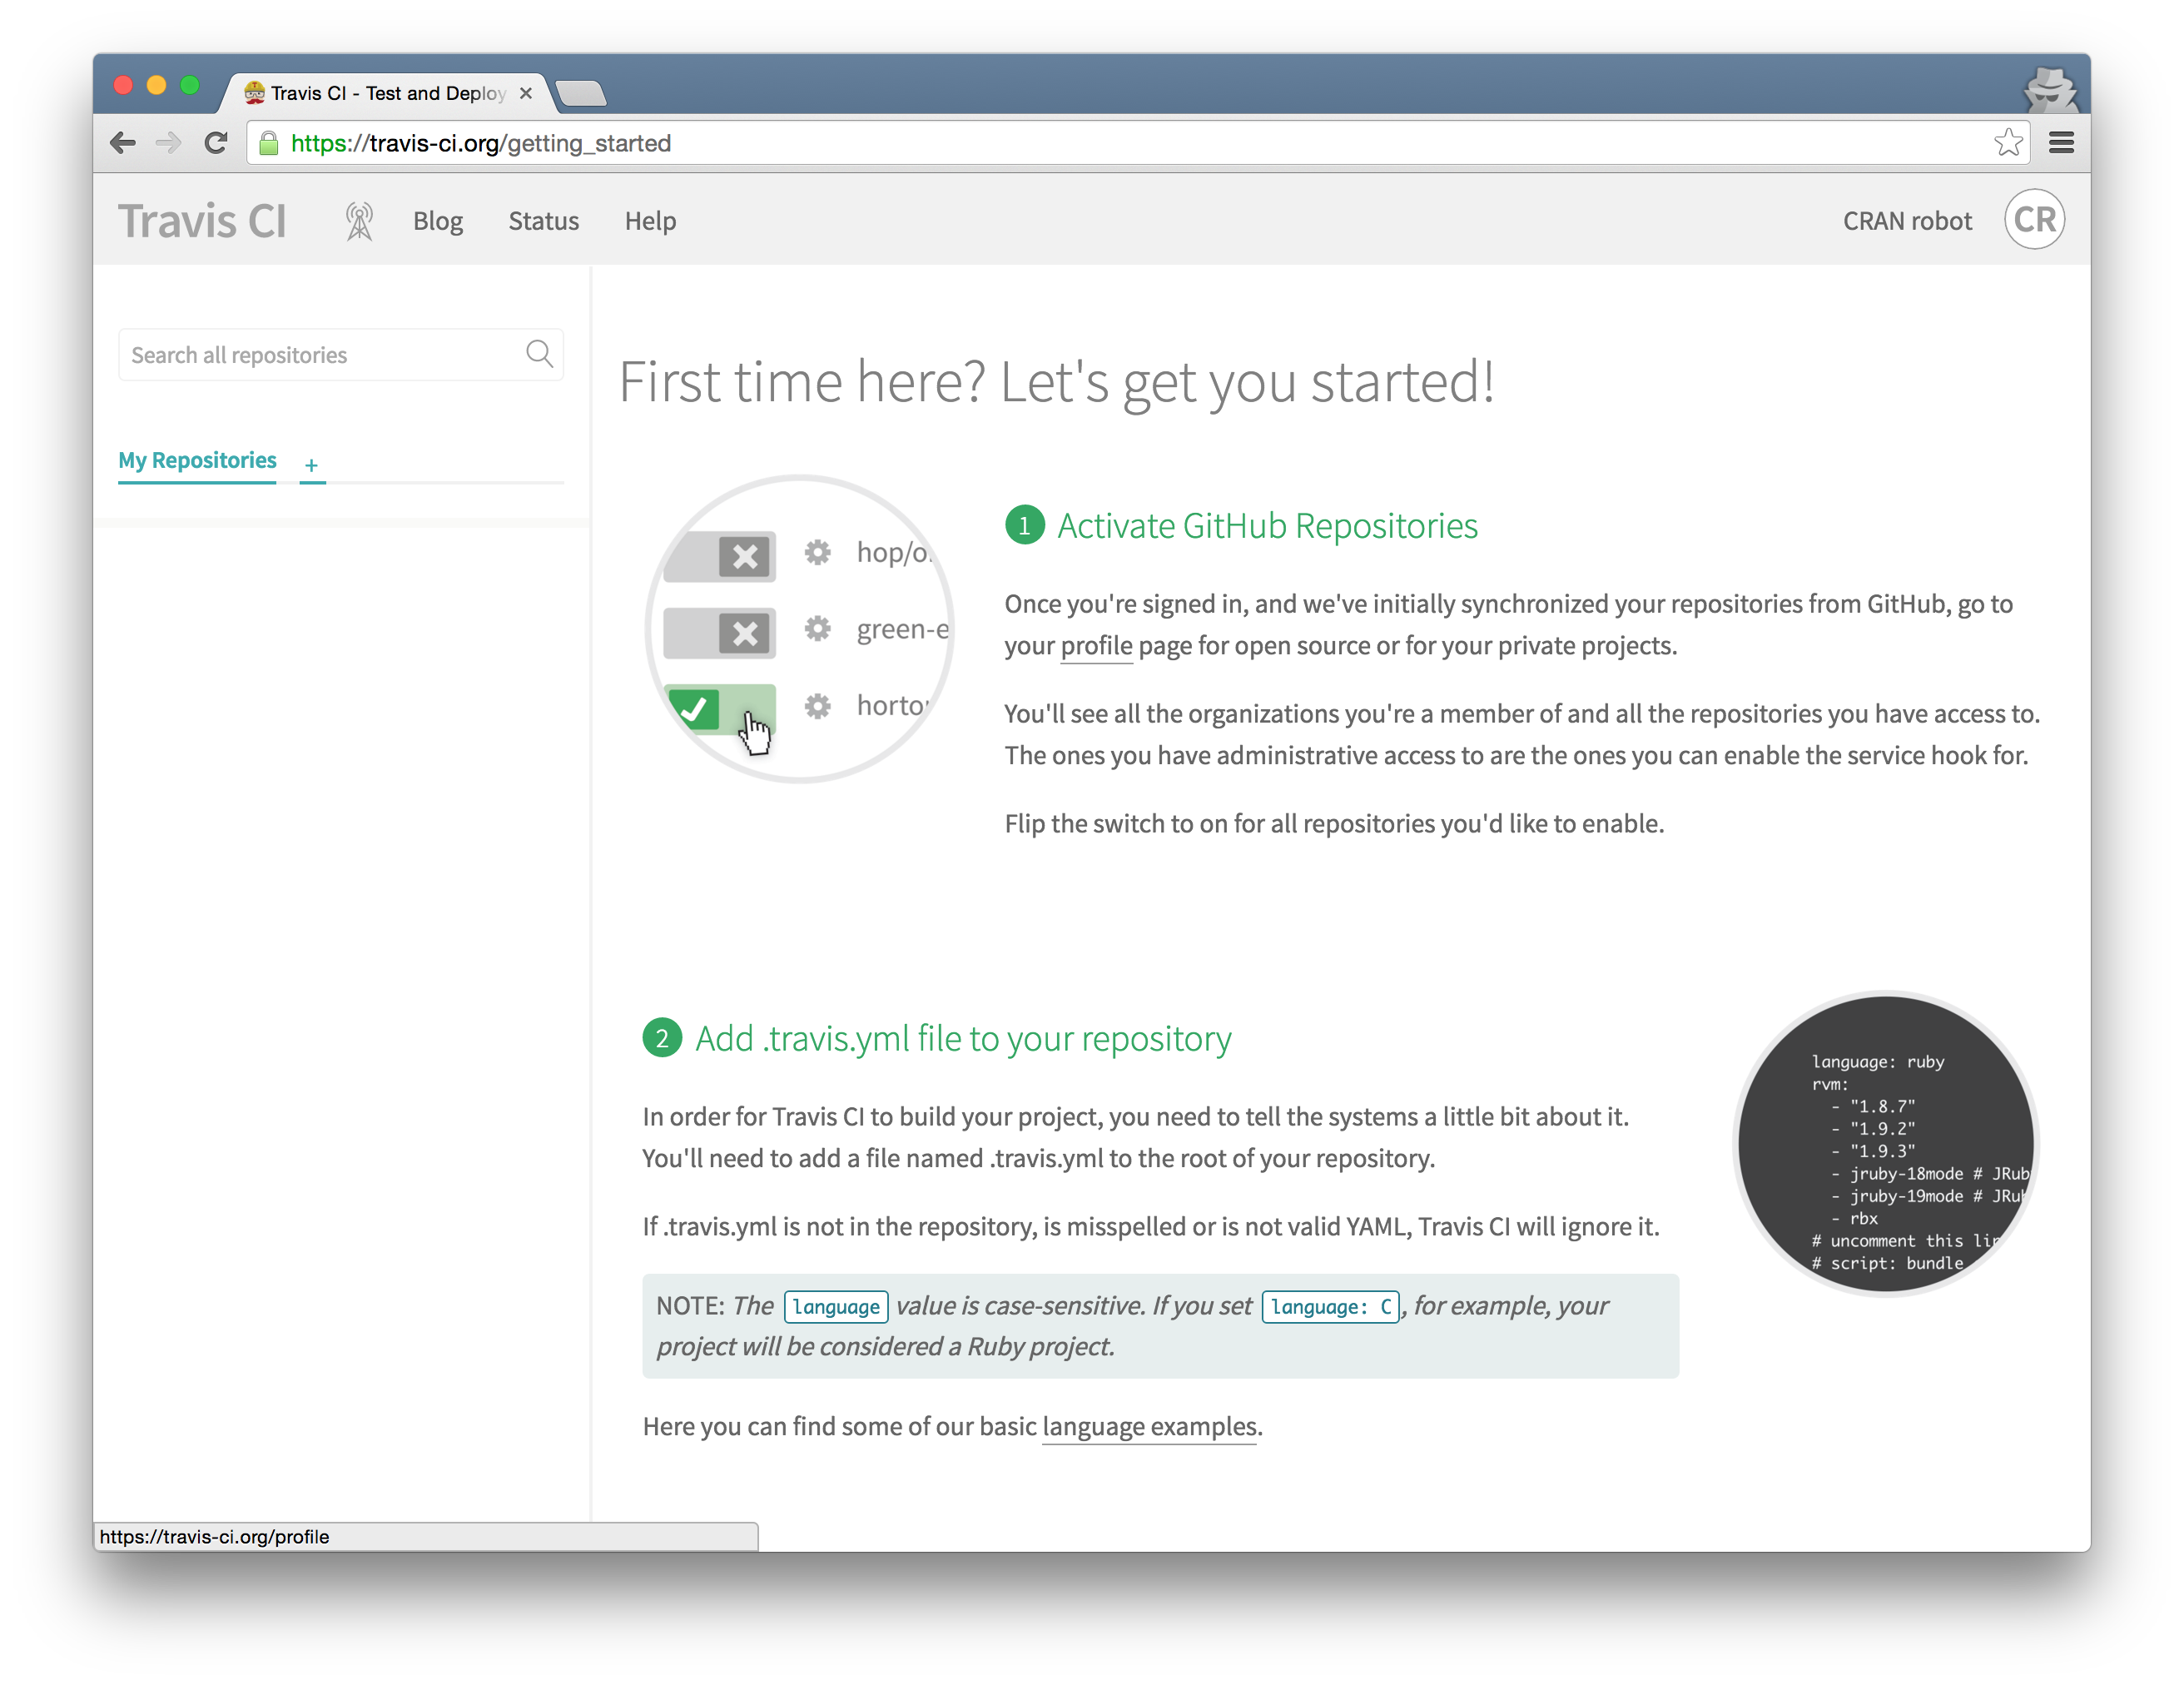 Travis CI - Test and Deploy
https://travis-ci.org/getting_started
Travis CI Blog Status Help CRAN robot CR
Search all repositories
My Repositories +
First time here? Let's get you started!
hop/o
green-e
horto
1 Activate GitHub Repositories
Once you're signed in, and we've initially synchronized your repositories from GitHub, go to
your profile page for open source or for your private projects.
You'll see all the organizations you're a member of and all the repositories you have access to.
The ones you have administrative access to are the ones you can enable the service hook for.
Flip the switch to on for all repositories you'd like to enable.
2 Add .travis.yml file to your repository
In order for Travis CI to build your project, you need to tell the systems a little bit about it.
You'll need to add a file named .travis.yml to the root of your repository.
If .travis.yml is not in the repository, is misspelled or is not valid YAML, Travis CI will ignore it.
NOTE: The language value is case-sensitive. If you set language: C, for example, your
project will be considered a Ruby project.
Here you can find some of our basic language examples.
language: ruby
rvm:
- "1.8.7"
- "1.9.2"
- "1.9.3"
- jruby-18mode # JRub
- jruby-19mode # JRu
- rbx
# uncomment this li
# script: bundle
https://travis-ci.org/profile